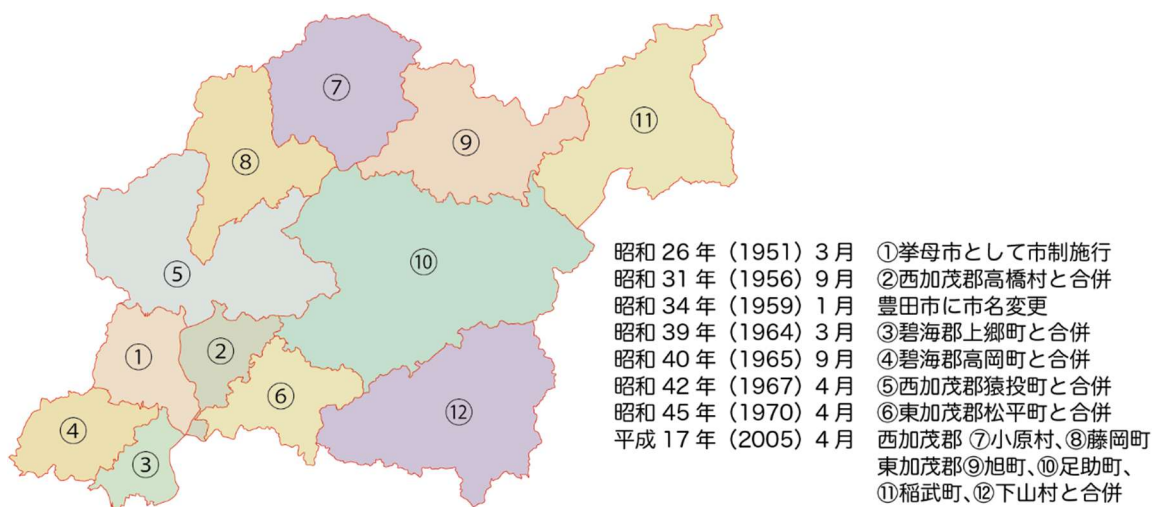 ⑦
⑪
⑨
⑧
⑩
⑤
①
②
⑥
⑫
④
③
昭和 26 年（1951）3 月 ①挙母市として市制施行
昭和 31 年（1956）9 月 ②西加茂郡高橋村と合併
昭和 34 年（1959）1 月 豊田市に市名変更
昭和 39 年（1964）3 月 ③碧海郡上郷町と合併
昭和 40 年（1965）9 月 ④碧海郡高岡町と合併
昭和 42 年（1967）4 月 ⑤西加茂郡猿投町と合併
昭和 45 年（1970）4 月 ⑥東加茂郡松平町と合併
平成 17 年（2005）4 月 西加茂郡 ⑦小原村、⑧藤岡町
東加茂郡⑨旭町、⑩足助町、
⑪稲武町、⑫下山村と合併